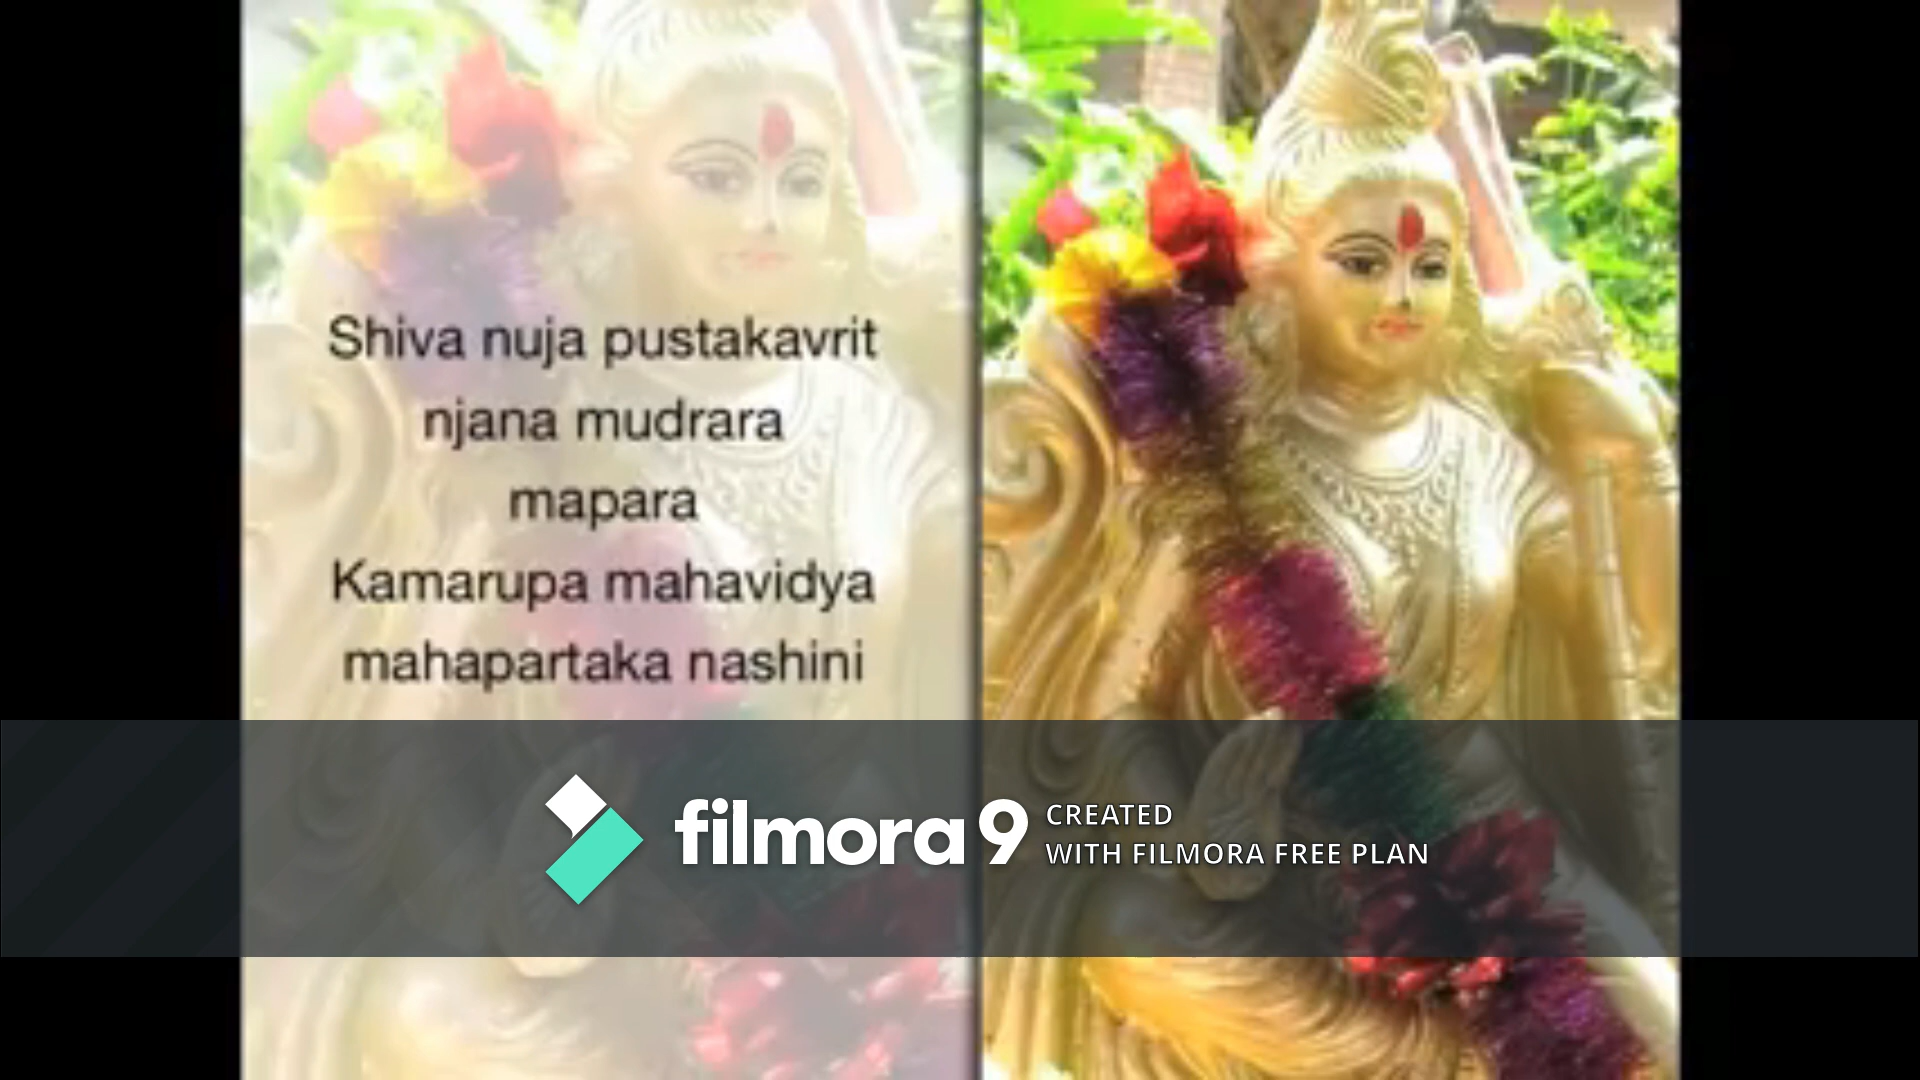 Shiva nuja pustakavrit
njana mudrara
mapara
Kamarupa mahavidya
mahapartaka nashini
filmora9
CREATED
WITH FILMORA FREE PLAN